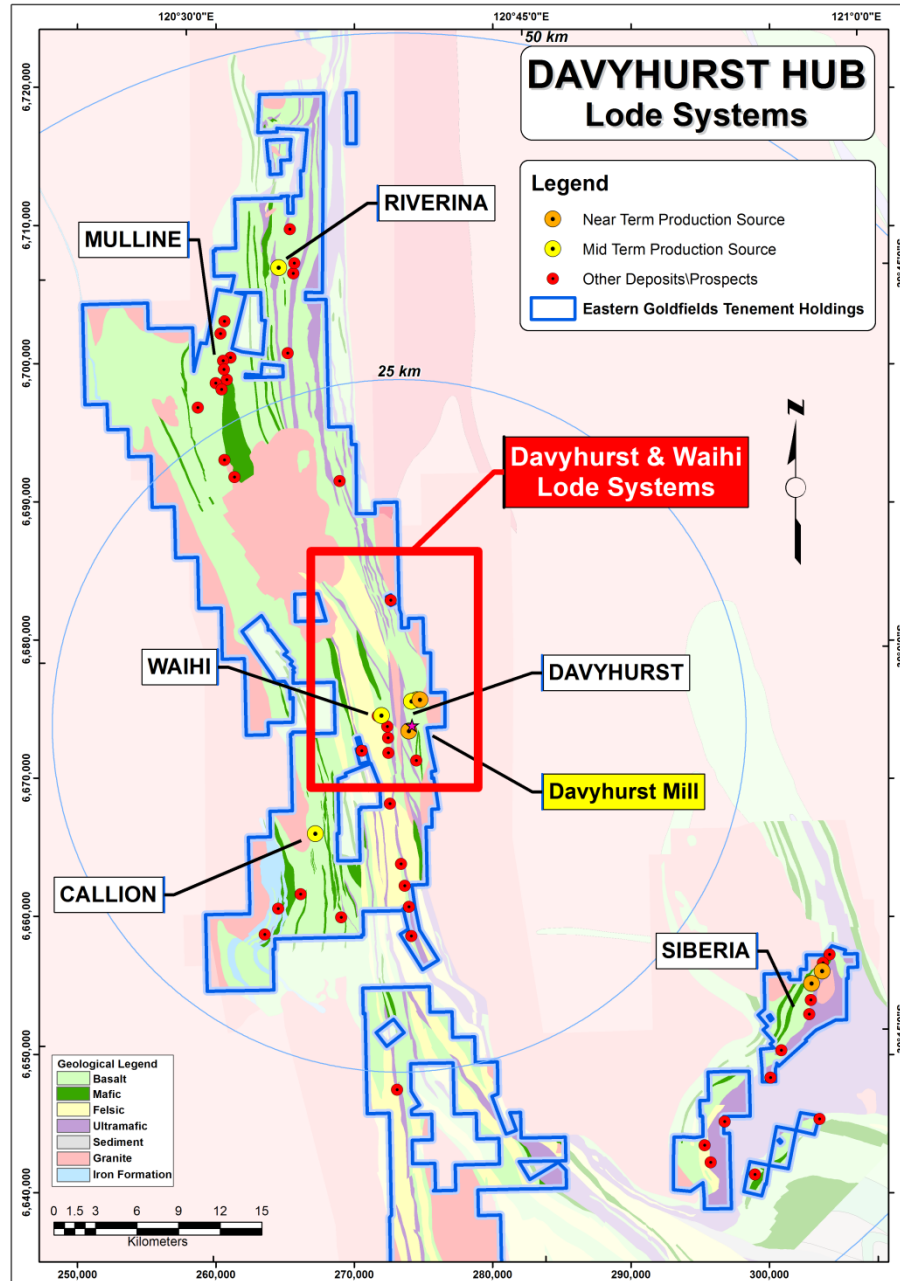 120°30'0"E
120°45'0"E
121°0'0"E
50 km
DAVYHURST HUB
Lode Systems
Legend
Near Term Production Source
Mid Term Production Source
Other Deposits\Prospects
Eastern Goldfields Tenement Holdings
RIVERINA
MULLINE
25 km
Davyhurst & Waihi
Lode Systems
N
WAIHI
DAVYHURST
Davyhurst Mill
CALLION
SIBERIA
6,720,000
6,710,000
6,700,000
6,690,000
6,680,000
6,670,000
6,660,000
6,650,000
6,640,000
Geological Legend
Basalt
Mafic
Felsic
Ultramafic
Sediment
Granite
Iron Formation
0 1.5 3 6 9 12 15
Kilometers
250,000
260,000
270,000
280,000
290,000
300,000